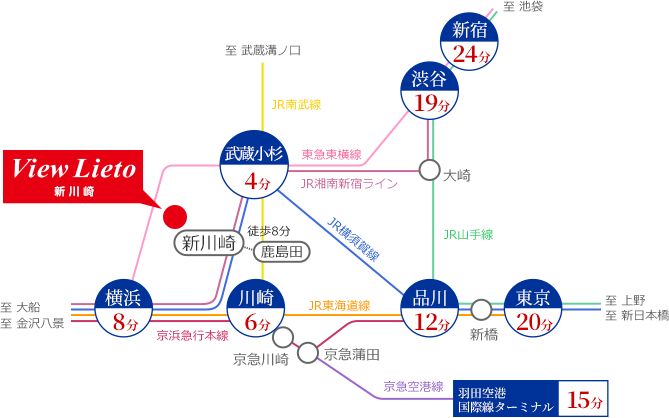 至 池袋
新宿
24分
至 武蔵溝ノ口
渋谷
19分
JR南武線
武蔵小杉
4分
東急東横線
View Lieto
新川崎
JR湘南新宿ライン
大崎
JR横須賀線
JR山手線
徒歩8分
新川崎
鹿島田
横浜
8分
川崎
6分
品川
12分
東京
20分
至 大船
至 金沢八景
至 上野
至 新日本橋
JR東海道線
京浜急行本線
新橋
京急川崎
京急蒲田
京急空港線
羽田空港
国際線ターミナル
15分